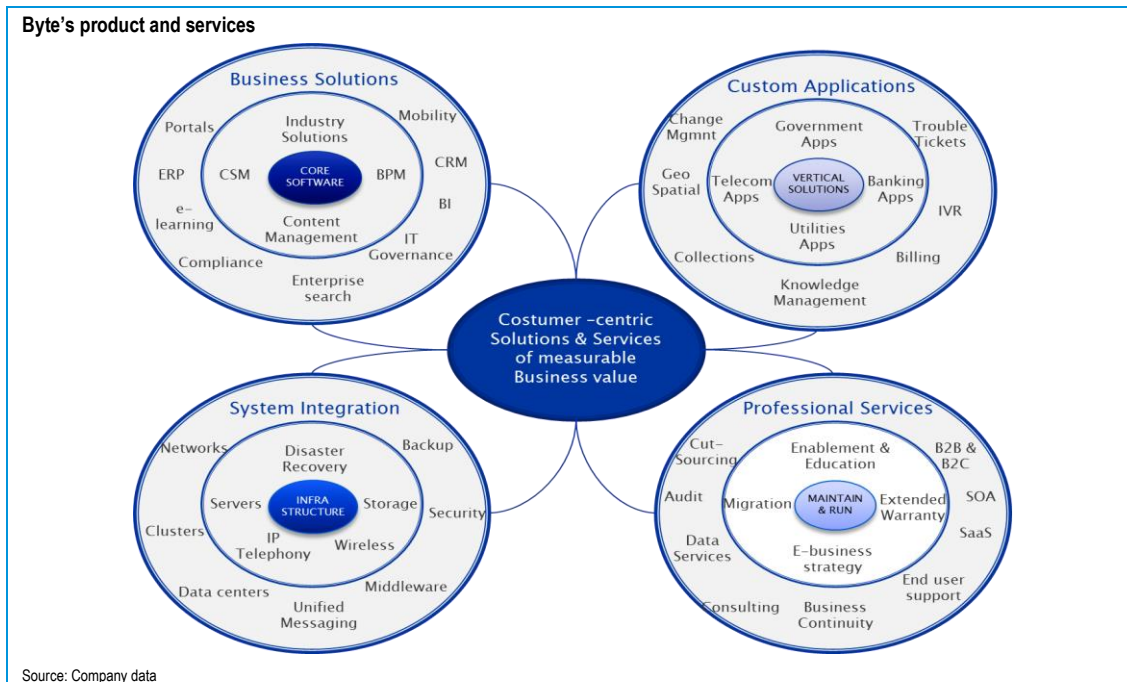 Byte's product and services
Business Solutions
Portals
Industry
Solutions
Mobility
ERP
CSM
CORE
SOFTWARE
BPM
CRM
BI
e-
learning
Content
Management
IT
Governance
Compliance
Enterprise
search
Custom Applications
Change
Mgmnt
Government
Apps
Trouble
Tickets
Geo
Spatial
Telecom
Apps
VERTICAL
SOLUTIONS
Banking
Apps
IVR
Utilities
Apps
Collections
Billing
Knowledge
Management
Costumer –centric
Solutions & Services
of measurable
Business value
System Integration
Networks
Disaster
Recovery
Backup
Servers
INFRA
STRUCTURE
Storage
Security
Clusters
IP
Telephony
Wireless
Data centers
Middleware
Unified
Messaging
Professional Services
Cut-
Sourcing
Enablement &
Education
B2B &
B2C
Audit
Migration
MAINTAIN
& RUN
Extended
Warranty
SOA
SaaS
Data
Services
E-business
strategy
End user
support
Consulting
Business
Continuity
Source: Company data